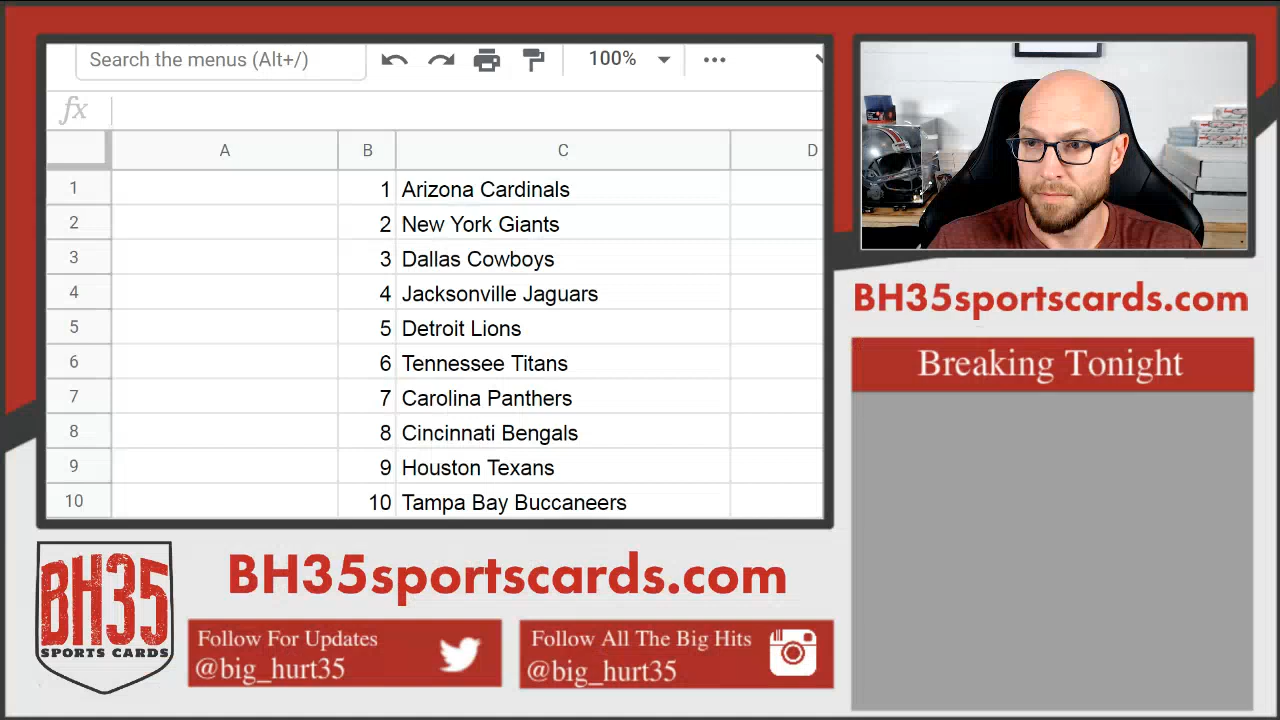 Search the menus (Alt+/)
100%
fx
A B C D
1 1 Arizona Cardinals
2 2 New York Giants
3 3 Dallas Cowboys
4 4 Jacksonville Jaguars
5 5 Detroit Lions
6 6 Tennessee Titans
7 7 Carolina Panthers
8 8 Cincinnati Bengals
9 9 Houston Texans
10 10 Tampa Bay Buccaneers
BH35sportscards.com
Breaking Tonight
BH35
SPORTS CARDS
BH35sportscards.com
Follow For Updates
@big_hurt35
Follow All The Big Hits
@big_hurt35